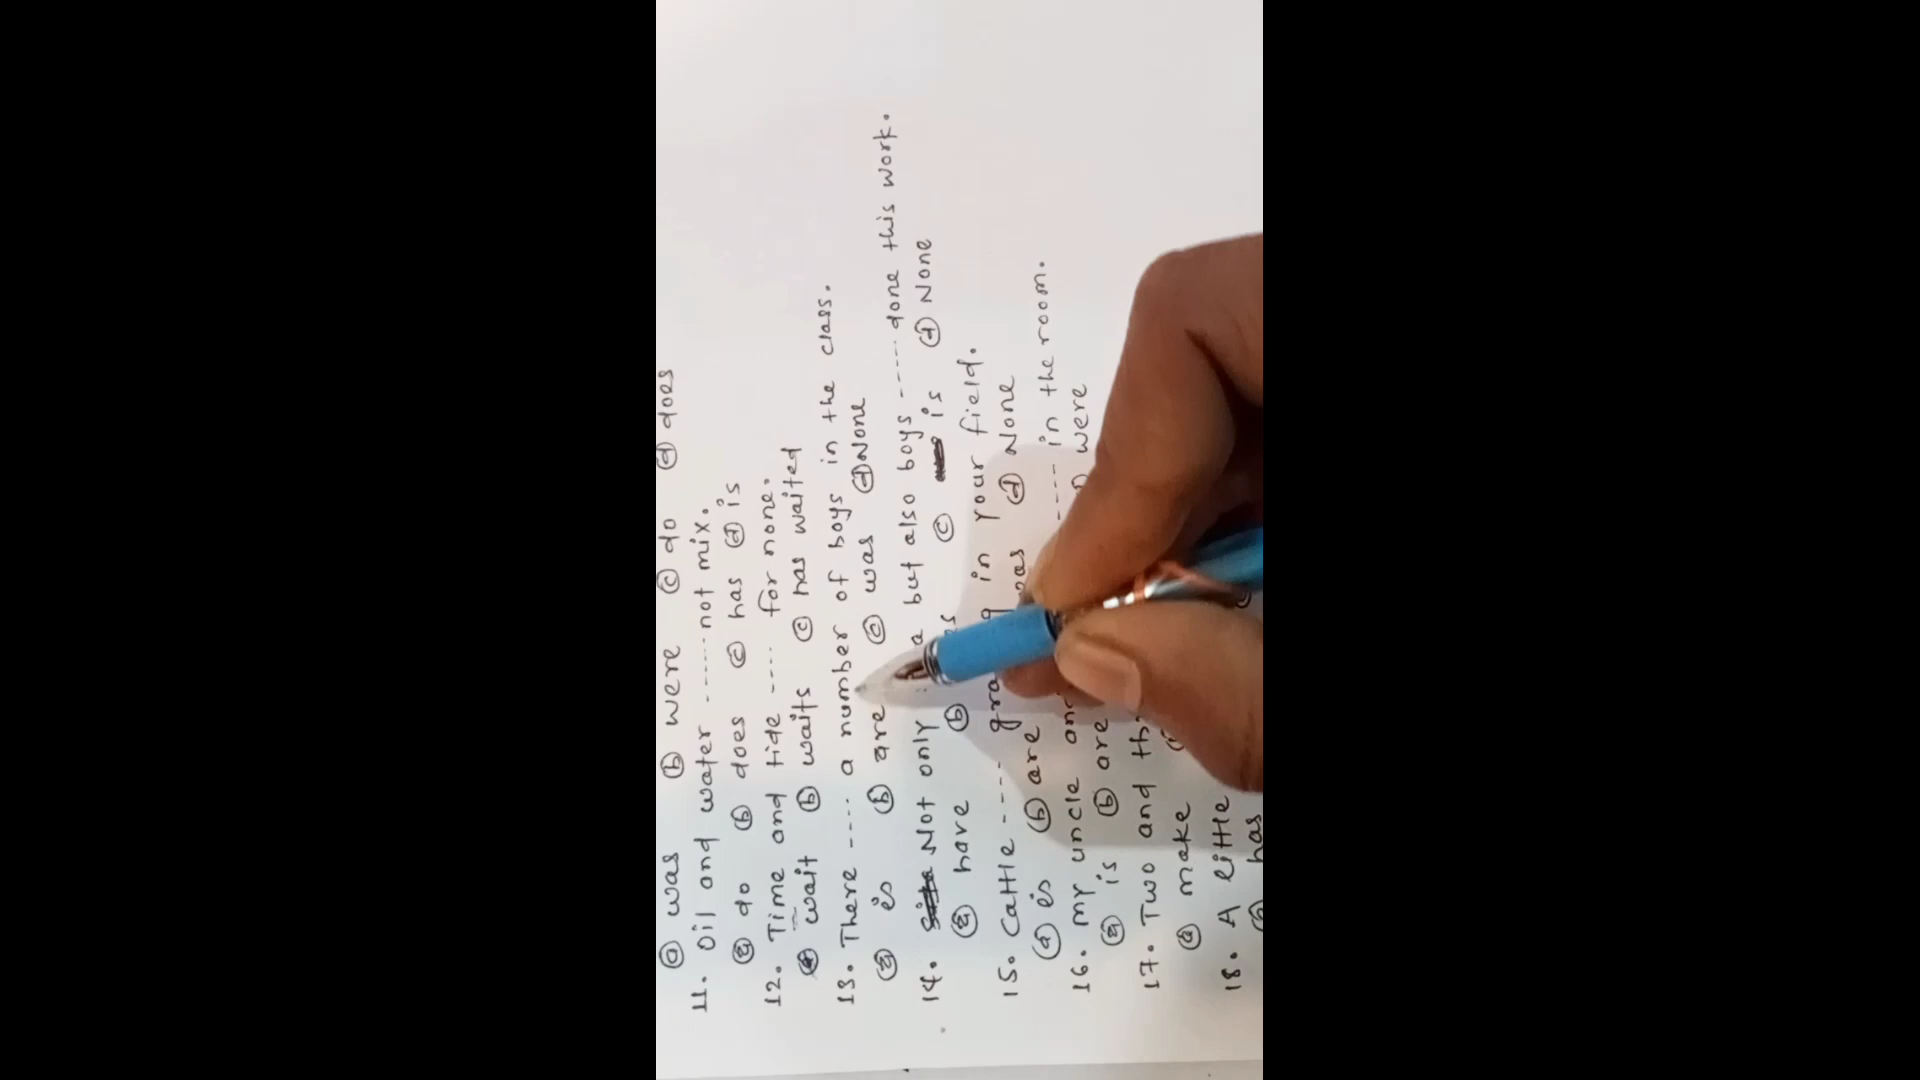 ⓐ was ⓑ were ⓒ do ⓓ does
11. Oil and water ------ not mix.
ⓐ do ⓑ does ⓒ has ⓓ is
12. Time and tide ---- for none.
wait ⓑ waits ⓒ has waited
13. There ---- a number of boys in the class.
ⓐ is ⓑ are ⓒ was ⓓ None
14. Not only a but also boys ----- done this work.
ⓐ have ⓑ ⓒ is ⓓ None
15. Cattle ---- in your field.
ⓐ is ⓑ are ⓓ None
16. My uncle ---- in the room.
ⓐ is ⓑ are were
17. Two and
ⓐ make
18. A little
has